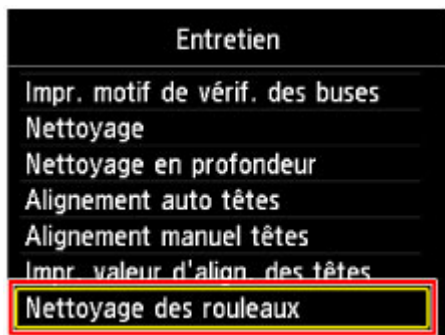 Entretien
Impr. motif de vérif. des buses
Nettoyage
Nettoyage en profondeur
Alignement auto têtes
Alignement manuel têtes
Impr. valeur d'align. des têtes
Nettoyage des rouleaux